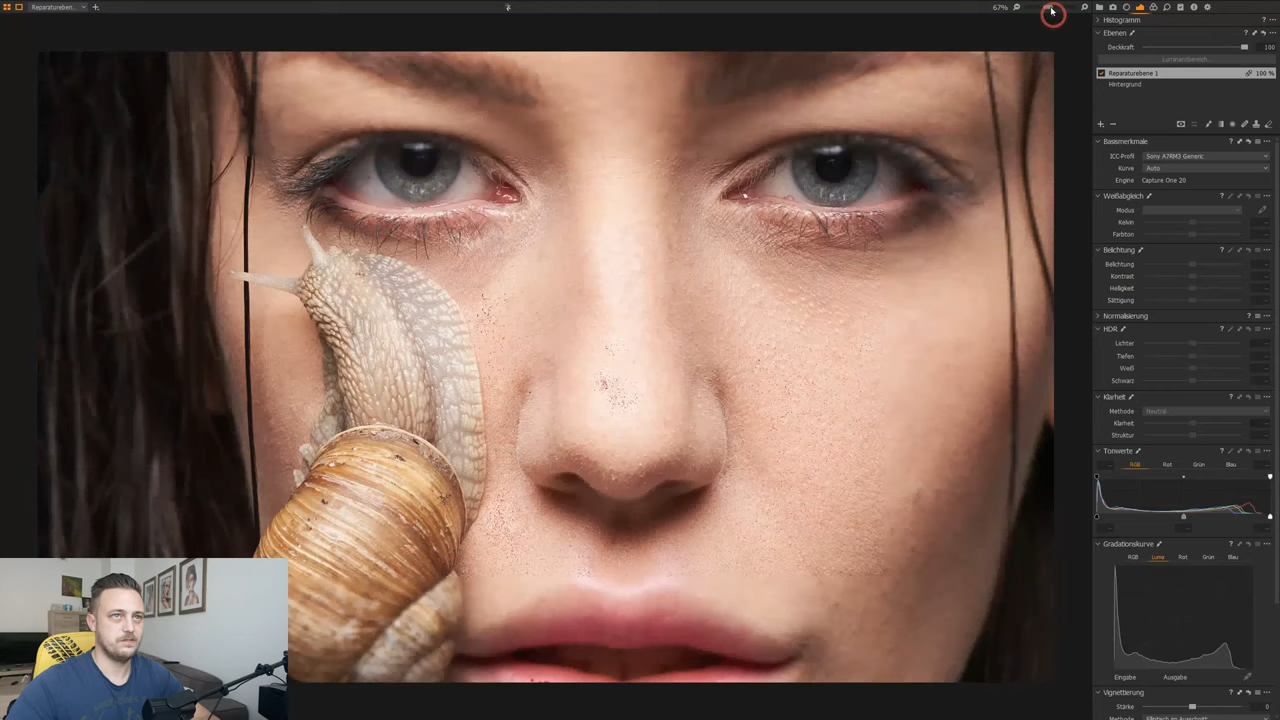 Reparatureben...
67%
Histogramm
Ebenen
Deckkraft 100
Luminanzbereich...
Reparaturebene 1 100 %
Hintergrund
Basismerkmale
ICC-Profil Sony A7RM3 Generic
Kurve Auto
Engine Capture One 20
Weißabgleich
Modus
Kelvin
Farbton
Belichtung
Belichtung
Kontrast
Helligkeit
Sättigung
Normalisierung
HDR
Lichter
Tiefen
Weiß
Schwarz
Klarheit
Methode Neutral
Klarheit
Struktur
Tonwerte
RGB Rot Grün Blau
Gradationskurve
RGB Luma Rot Grün Blau
Eingabe Ausgabe
Vignettierung
Stärke 0